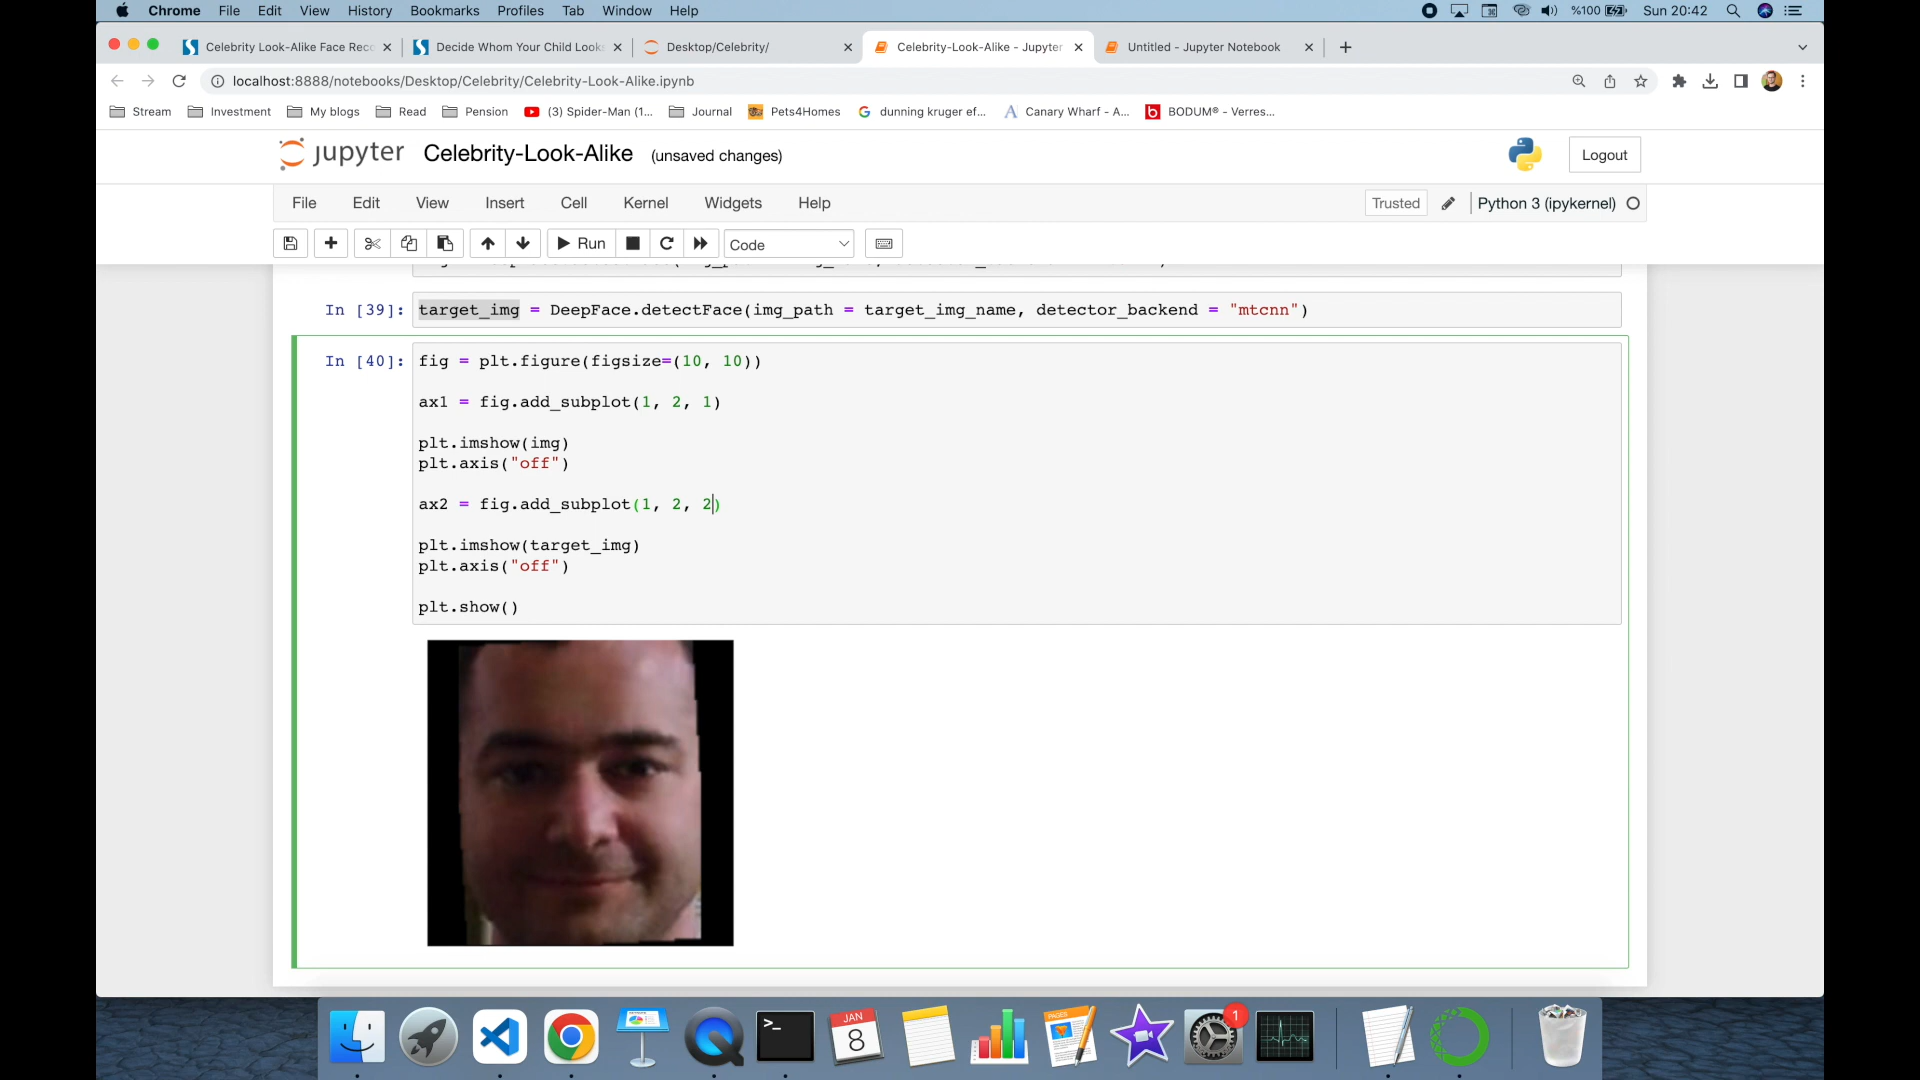 Chrome File Edit View History Bookmarks Profiles Tab Window Help %100 Sun 20:42
Celebrity Look-Alike Face Rec
Decide Whom Your Child Look
Desktop/Celebrity/
Celebrity-Look-Alike - Jupyter
Untitled - Jupyter Notebook
localhost:8888/notebooks/Desktop/Celebrity/Celebrity-Look-Alike.ipynb
Stream Investment My blogs Read Pension (3) Spider-Man (1... Journal Pets4Homes dunning kruger ef... Canary Wharf - A... BODUM® - Verres...
jupyter Celebrity-Look-Alike (unsaved changes) Logout
File Edit View Insert Cell Kernel Widgets Help Trusted Python 3 (ipykernel)
Run Code
In [39]: target_img = DeepFace.detectFace(img_path = target_img_name, detector_backend = "mtcnn")
In [40]: fig = plt.figure(figsize=(10, 10))
ax1 = fig.add_subplot(1, 2, 1)
plt.imshow(img)
plt.axis("off")
ax2 = fig.add_subplot(1, 2, 2)
plt.imshow(target_img)
plt.axis("off")
plt.show()
>_
JAN
8
PAGES
1